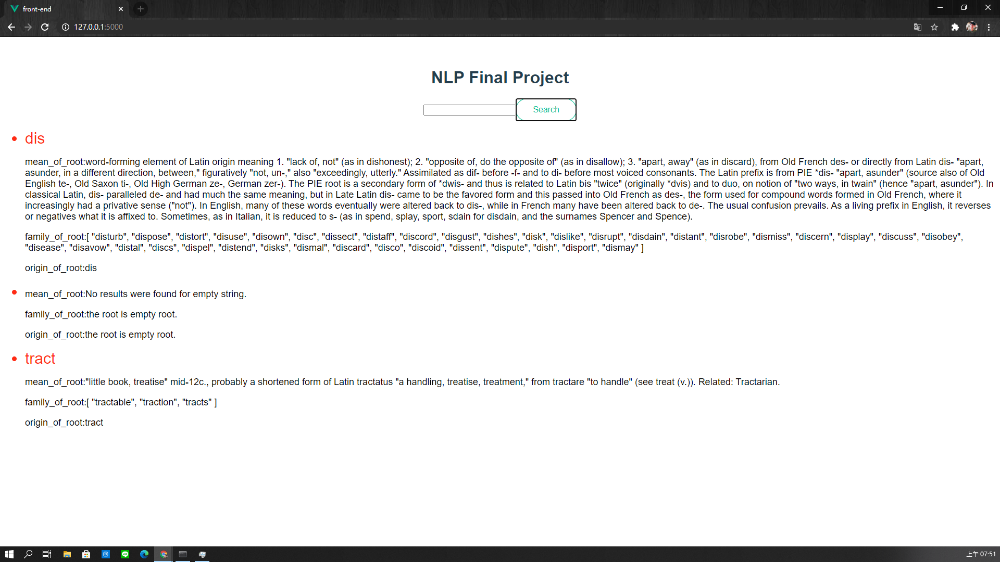 front-end
127.0.0.1:5000
NLP Final Project
Search
dis
mean_of_root:word-forming element of Latin origin meaning 1. "lack of, not" (as in dishonest); 2. "opposite of, do the opposite of" (as in disallow); 3. "apart, away" (as in discard), from Old French des- or directly from Latin dis- "apart,
asunder, in a different direction, between," figuratively "not, un-," also "exceedingly, utterly." Assimilated as dif- before -f- and to di- before most voiced consonants. The Latin prefix is from PIE *dis- "apart, asunder" (source also of Old
English te-, Old Saxon ti-, Old High German ze-, German zer-). The PIE root is a secondary form of *dwis- and thus is related to Latin bis "twice" (originally *dvis) and to duo, on notion of "two ways, in twain" (hence "apart, asunder"). In
classical Latin, dis- paralleled de- and had much the same meaning, but in Late Latin dis- came to be the favored form and this passed into Old French as des-, the form used for compound words formed in Old French, where it
increasingly had a privative sense ("not"). In English, many of these words eventually were altered back to dis-, while in French many have been altered back to de-. The usual confusion prevails. As a living prefix in English, it reverses
or negatives what it is affixed to. Sometimes, as in Italian, it is reduced to s- (as in spend, splay, sport, sdain for disdain, and the surnames Spencer and Spence).
family_of_root:[ "disturb", "dispose", "distort", "disuse", "disown", "disc", "dissect", "distaff", "discord", "disgust", "dishes", "disk", "dislike", "disrupt", "disdain", "distant", "disrobe", "dismiss", "discern", "display", "discuss", "disobey",
"disease", "disavow", "distal", "discs", "dispel", "distend", "disks", "dismal", "discard", "disco", "discoid", "dissent", "dispute", "dish", "disport", "dismay" ]
origin_of_root:dis
mean_of_root:No results were found for empty string.
family_of_root:the root is empty root.
origin_of_root:the root is empty root.
tract
mean_of_root:"little book, treatise" mid-12c., probably a shortened form of Latin tractatus "a handling, treatise, treatment," from tractare "to handle" (see treat (v.)). Related: Tractarian.
family_of_root:[ "tractable", "traction", "tracts" ]
origin_of_root:tract
上午 07:51